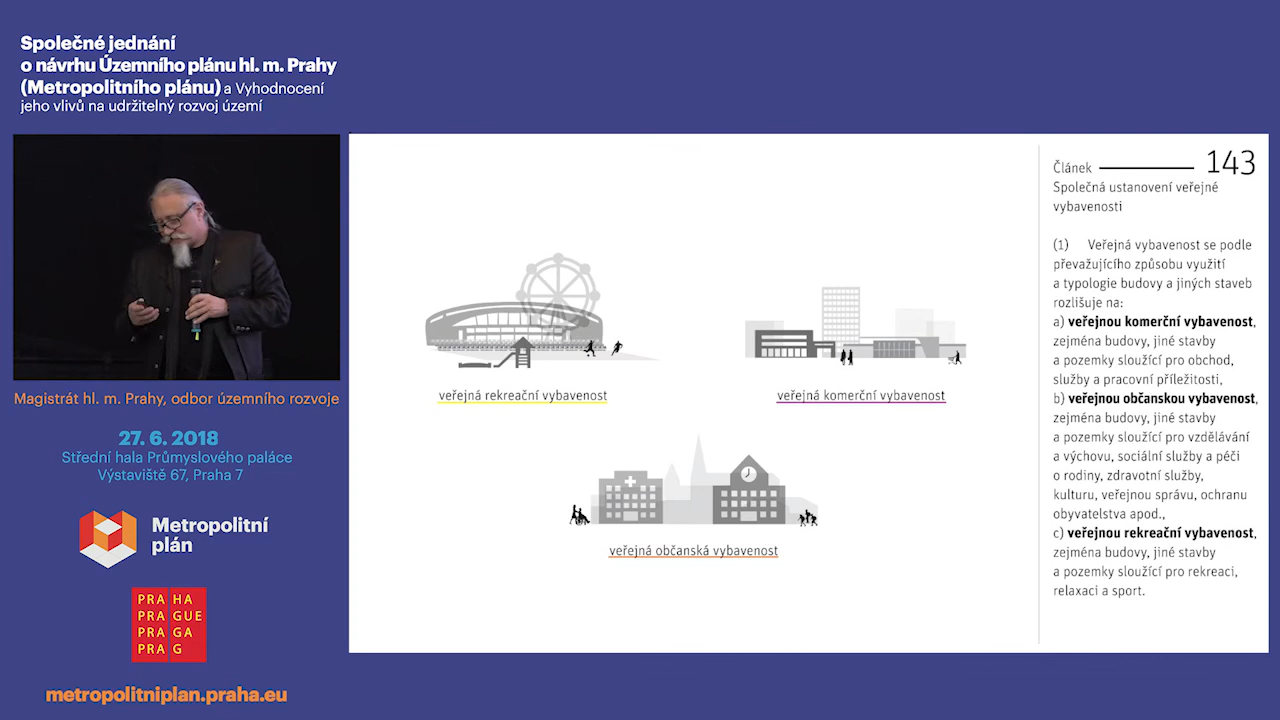 Společné jednání
o návrhu Územního plánu hl. m. Prahy
(Metropolitního plánu) a Vyhodnocení
jeho vlivů na udržitelný rozvoj území
Magistrát hl. m. Prahy, odbor územního rozvoje
27. 6. 2018
Střední hala Průmyslového paláce
Výstaviště 67, Praha 7
Metropolitní
plán
PRA HA
PRA GUE
PRA GA
PRA G
metropolitniplan.praha.eu
veřejná rekreační vybavenost
veřejná komerční vybavenost
veřejná občanská vybavenost
Článek 143
Společná ustanovení veřejné
vybavenosti
(1) Veřejná vybavenost se podle
převažujícího způsobu využití
a typologie budovy a jiných staveb
rozlišuje na:
a) veřejnou komerční vybavenost,
zejména budovy, jiné stavby
a pozemky sloužící pro obchod,
služby a pracovní příležitosti,
b) veřejnou občanskou vybavenost,
zejména budovy, jiné stavby
a pozemky sloužící pro vzdělávání
a výchovu, sociální služby a péči
o rodiny, zdravotní služby,
kulturu, veřejnou správu, ochranu
obyvatelstva apod.,
c) veřejnou rekreační vybavenost,
zejména budovy, jiné stavby
a pozemky sloužící pro rekreaci,
relaxaci a sport.